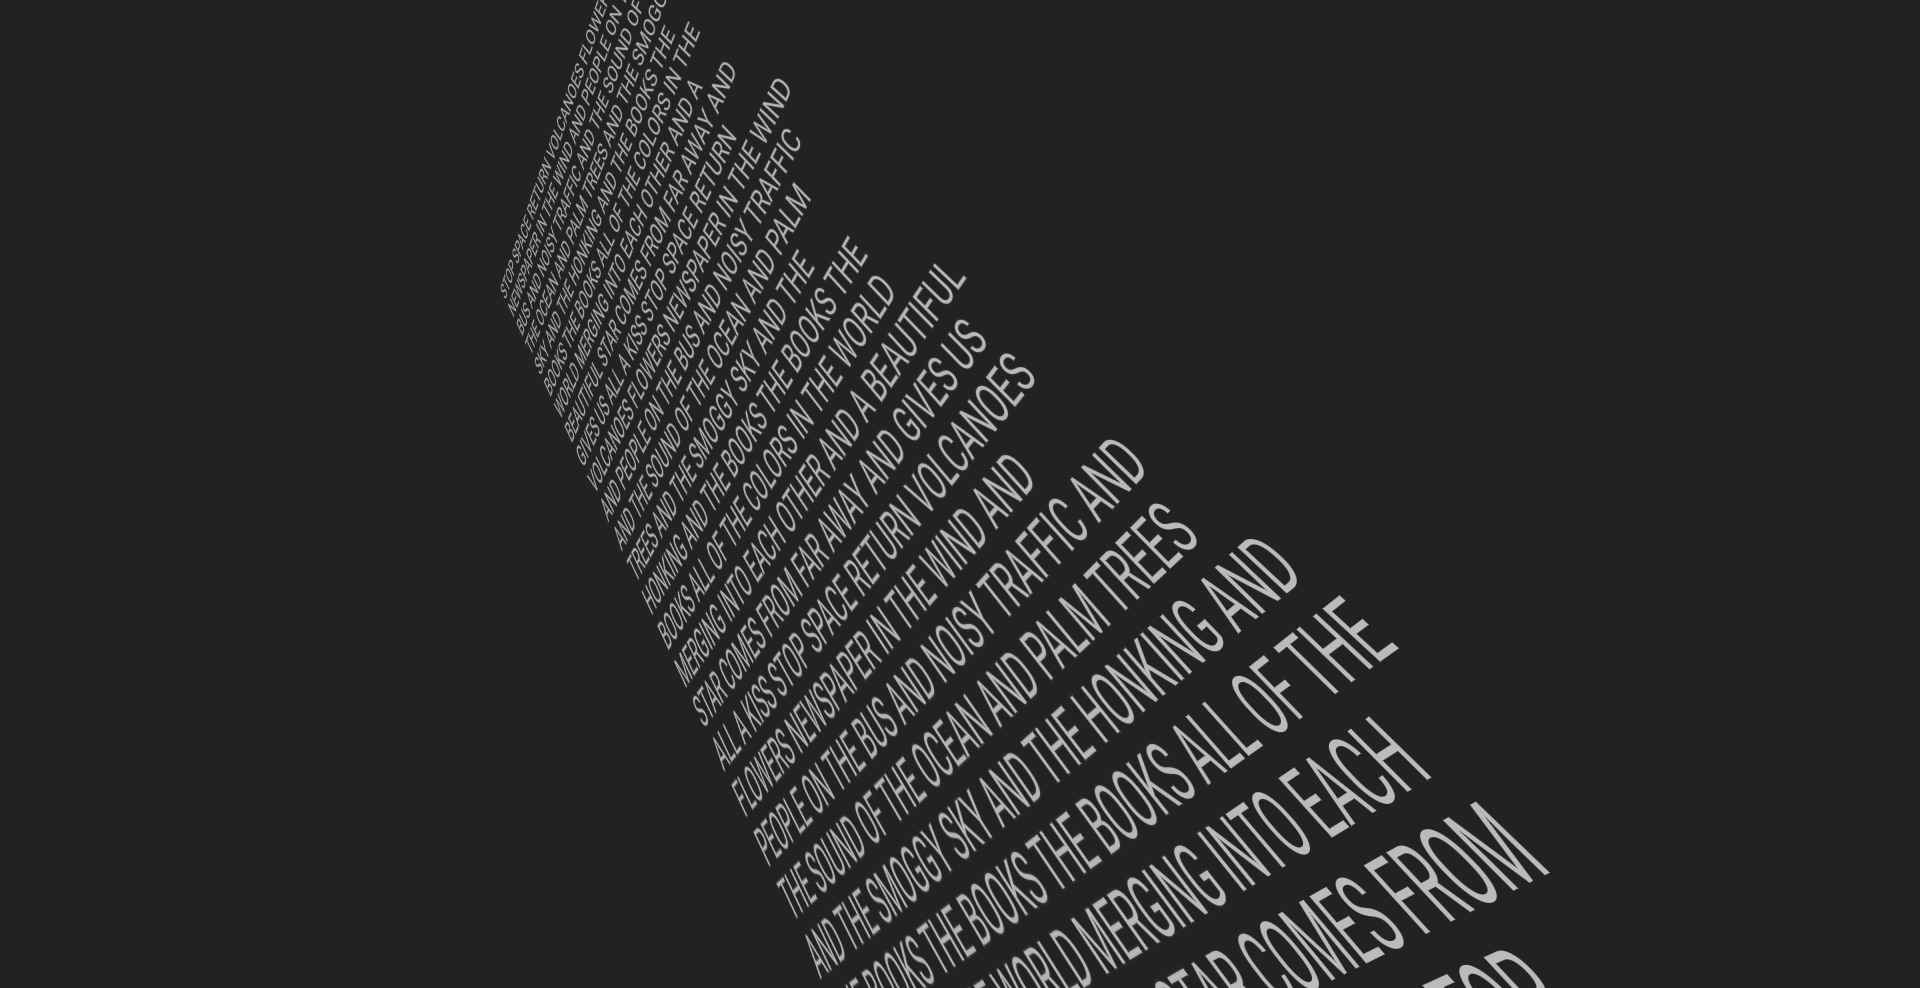 STOP SPACE RETURN VOLCANOES
NEWSPAPER IN THE WIND AND PEOPLE ON
BUS AND NOISY TRAFFIC AND THE SOUND OF
THE OCEAN AND PALM TREES AND THE
SKY AND THE HONKING AND THE BOOKS THE
BOOKS THE BOOKS ALL OF THE COLORS IN THE
WORLD MERGING INTO EACH OTHER AND A
BEAUTIFUL STAR COMES FROM FAR AWAY AND
GIVES US ALL A KISS STOP SPACE RETURN
VOLCANOES FLOWERS NEWSPAPER IN THE WIND
AND PEOPLE ON THE BUS AND NOISY TRAFFIC
AND THE SOUND OF THE OCEAN AND PALM
TREES AND THE SMOGGY SKY AND THE
HONKING AND THE BOOKS THE BOOKS THE
BOOKS ALL OF THE COLORS IN THE WORLD
MERGING INTO EACH OTHER AND A BEAUTIFUL
STAR COMES FROM FAR AWAY AND GIVES US
ALL A KISS STOP SPACE RETURN VOLCANOES
FLOWERS NEWSPAPER IN THE WIND AND
PEOPLE ON THE BUS AND NOISY TRAFFIC AND
THE SOUND OF THE OCEAN AND PALM TREES
AND THE SMOGGY SKY AND THE HONKING AND
BOOKS THE BOOKS THE BOOKS ALL OF THE
WORLD MERGING INTO EACH
COMES FROM